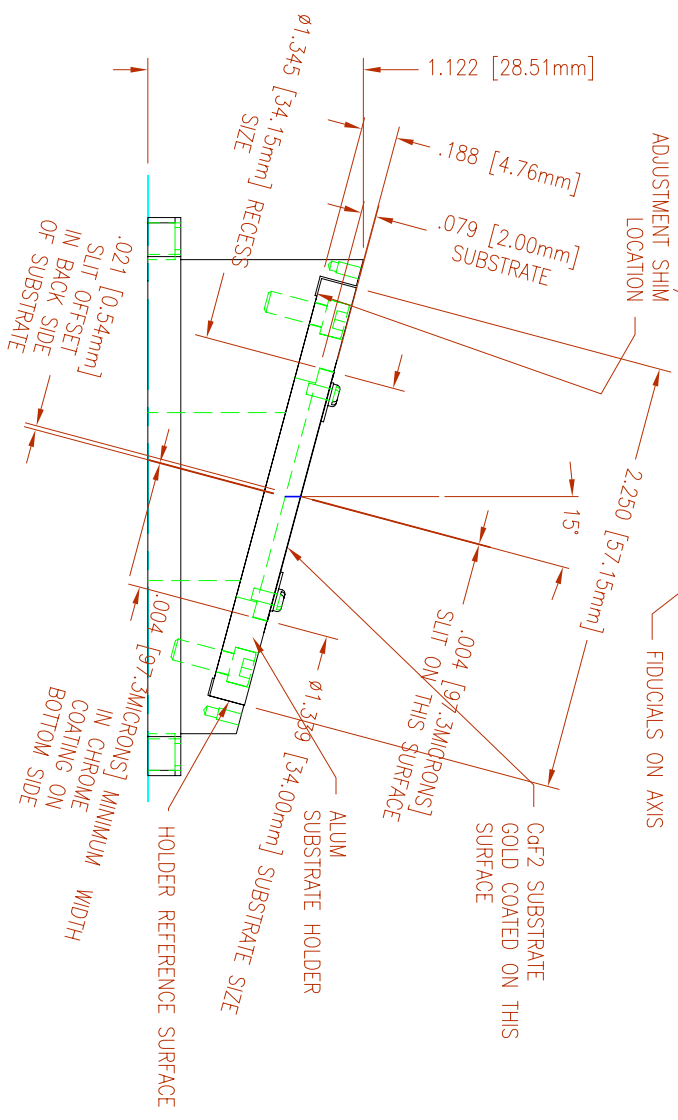 1.122 [28.51mm]
.188 [4.76mm]
.079 [2.00mm]
SUBSTRATE
ø1.345 [34.15mm] RECESS
SIZE
ADJUSTMENT SHIM
LOCATION
2.250 [57.15mm]
15°
FIDUCIALS ON AXIS
.021 [0.54mm]
SLIT OFFSET
IN BACK SIDE
OF SUBSTRATE
.004 [97.3MICRONS]
SLIT ON THIS SURFACE
CaF2 SUBSTRATE
GOLD COATED ON THIS
SURFACE
ø1.339 [34.00mm] SUBSTRATE SIZE
ALUM
SUBSTRATE HOLDER
.004 [97.3MICRONS] MINIMUM WIDTH
IN CHROME
COATING ON
BOTTOM SIDE
HOLDER REFERENCE SURFACE